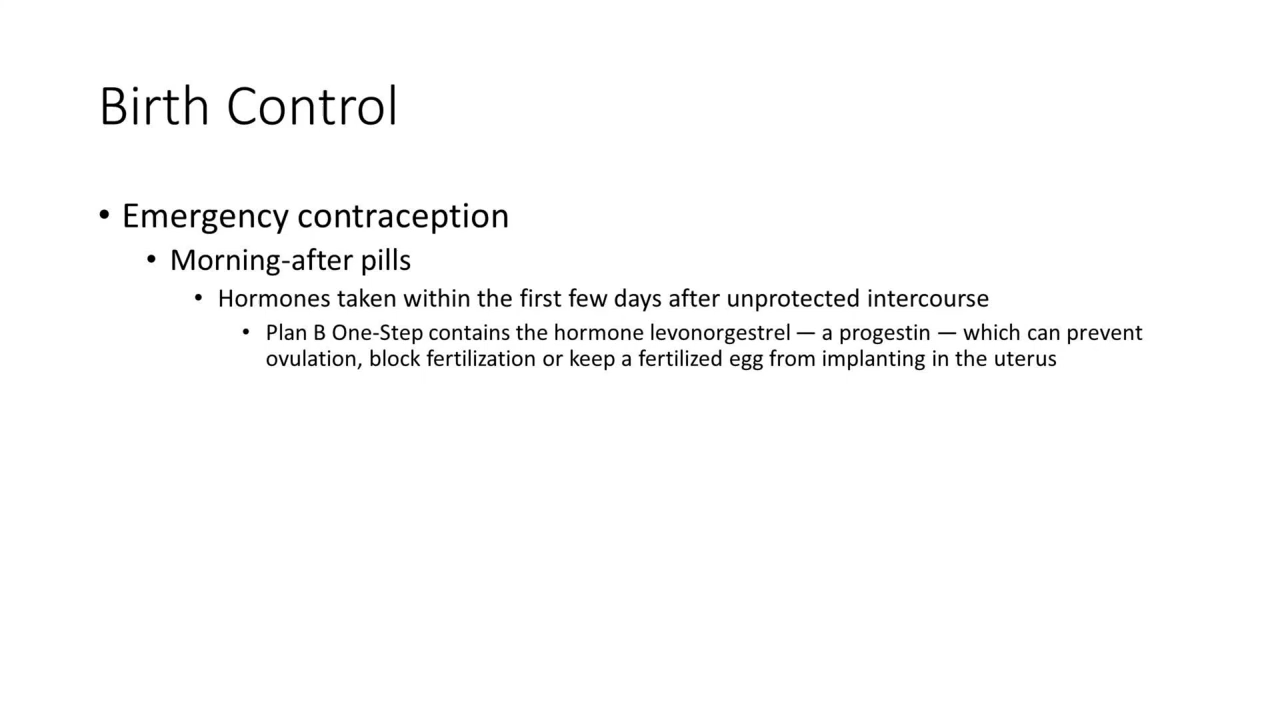 Birth Control
• Emergency contraception
• Morning-after pills
• Hormones taken within the first few days after unprotected intercourse
• Plan B One-Step contains the hormone levonorgestrel — a progestin — which can prevent
ovulation, block fertilization or keep a fertilized egg from implanting in the uterus